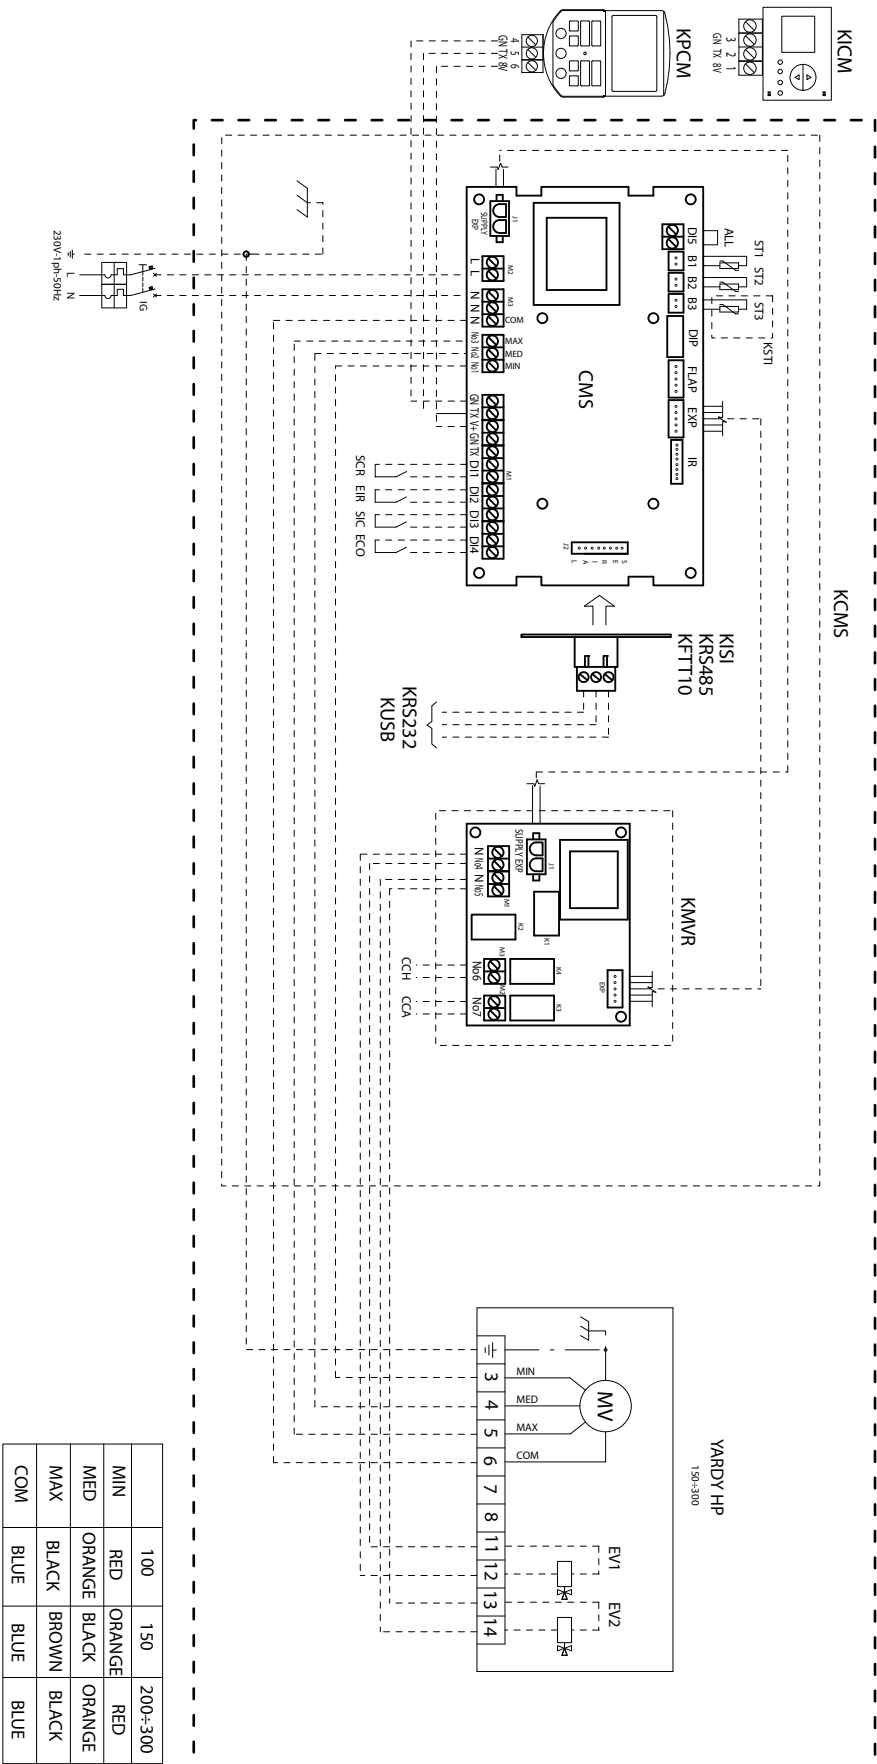 KICM
3 2 1
GN TX 8V
KPCM
4 5 6
GN TX 8V
KCMS
CMS
J1
SUPPLY
EXP
DI5
B1
B2
B3
DIP
FLAP
EXP
IR
ALL
ST1
ST2
ST3
KSTI
M2
L
L
M3
N
N
N
COM
No3
No2
No1
MAX
MED
MIN
GN
TX
V+
GN
TX
DI1
DI2
DI3
DI4
M1
SCR
EIR
SIC
ECO
J2
S
E
R
I
A
L
KISI
KRS485
KFTT10
KRS232
KUSB
KMVR
J1
SUPPLY EXP
N
No4
N
No5
M1
K1
K2
K4
K3
M3
No6
M2
No7
EXP
CCH
CCA
230V-1ph-50Hz
L
N
IG
YARDY HP
150÷300
MV
MIN
MED
MAX
COM
3
4
5
6
7
8
11
12
13
14
EV1
EV2
100 150 200÷300
MIN RED ORANGE RED
MED ORANGE BLACK ORANGE
MAX BLACK BROWN BLACK
COM BLUE BLUE BLUE